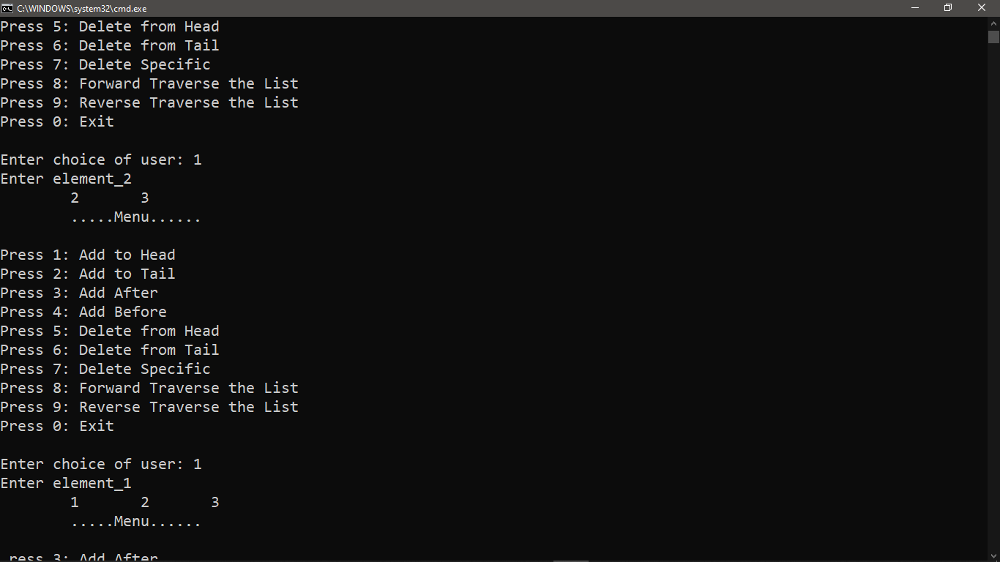 C:\WINDOWS\system32\cmd.exe
Press 5: Delete from Head
Press 6: Delete from Tail
Press 7: Delete Specific
Press 8: Forward Traverse the List
Press 9: Reverse Traverse the List
Press 0: Exit
Enter choice of user: 1
Enter element_2
2 3
.....Menu......
Press 1: Add to Head
Press 2: Add to Tail
Press 3: Add After
Press 4: Add Before
Press 5: Delete from Head
Press 6: Delete from Tail
Press 7: Delete Specific
Press 8: Forward Traverse the List
Press 9: Reverse Traverse the List
Press 0: Exit
Enter choice of user: 1
Enter element_1
1 2 3
.....Menu......
ress 3: Add After